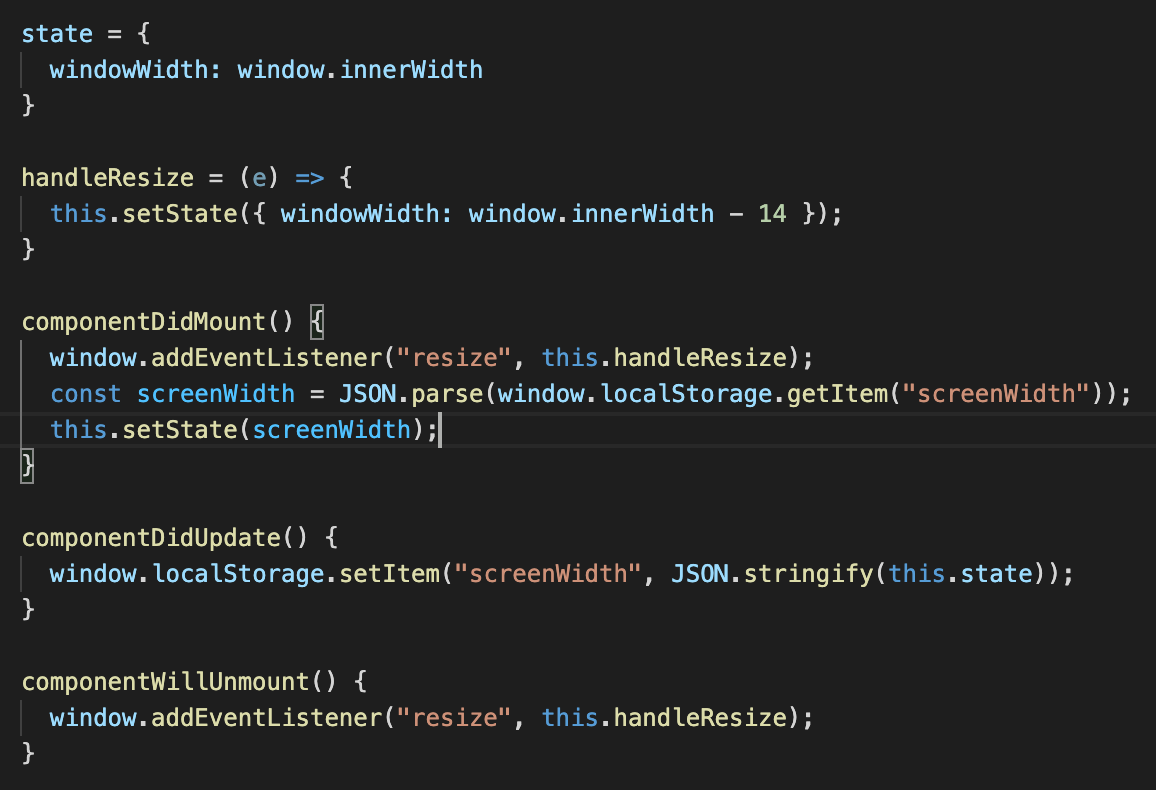 state = {
  windowWidth: window.innerWidth
}

handleResize = (e) => {
  this.setState({ windowWidth: window.innerWidth - 14 });
}

componentDidMount() {
  window.addEventListener("resize", this.handleResize);
  const screenWidth = JSON.parse(window.localStorage.getItem("screenWidth"));
  this.setState(screenWidth);
}

componentDidUpdate() {
  window.localStorage.setItem("screenWidth", JSON.stringify(this.state));
}

componentWillUnmount() {
  window.addEventListener("resize", this.handleResize);
}